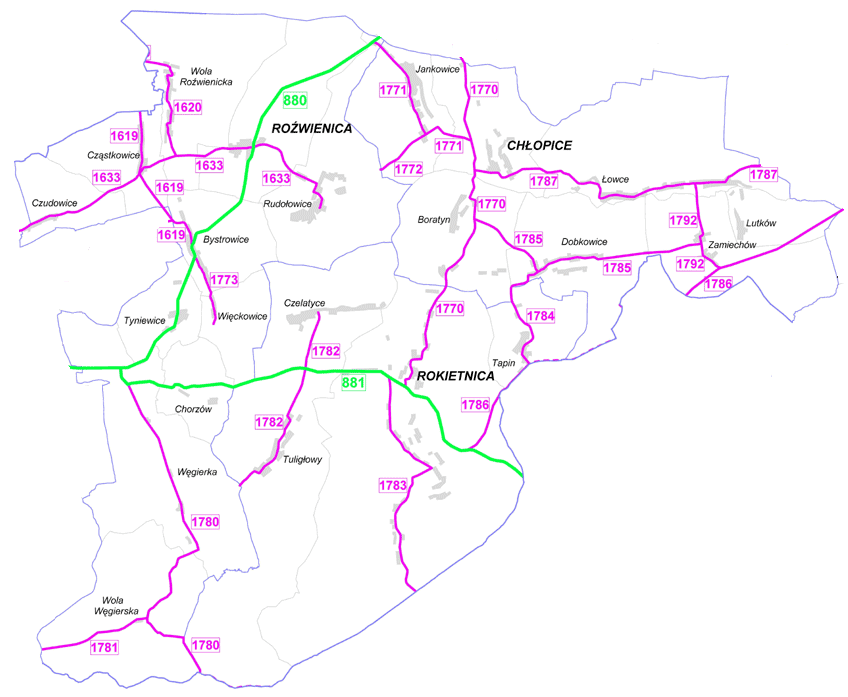 Wola
Roźwienicka
Jankowice
1771
1770
880
1620
ROŹWIENICA
1619
Cząstkowice
1771
CHŁOPICE
1633
1772
1633
1633
1787
1787
Łowce
1619
Czudowice
Rudołowice
1770
Boratyn
1792
Lutków
1619
Bystrowice
1785
Dobkowice
Zamiechów
1785
1792
1773
1786
Czelatyce
1770
Więckowice
Tyniewice
1784
1782
Tapin
881
ROKIETNICA
Chorzów
1786
1782
Tuligłowy
Węgierka
1783
1780
Wola
Węgierska
1781
1780